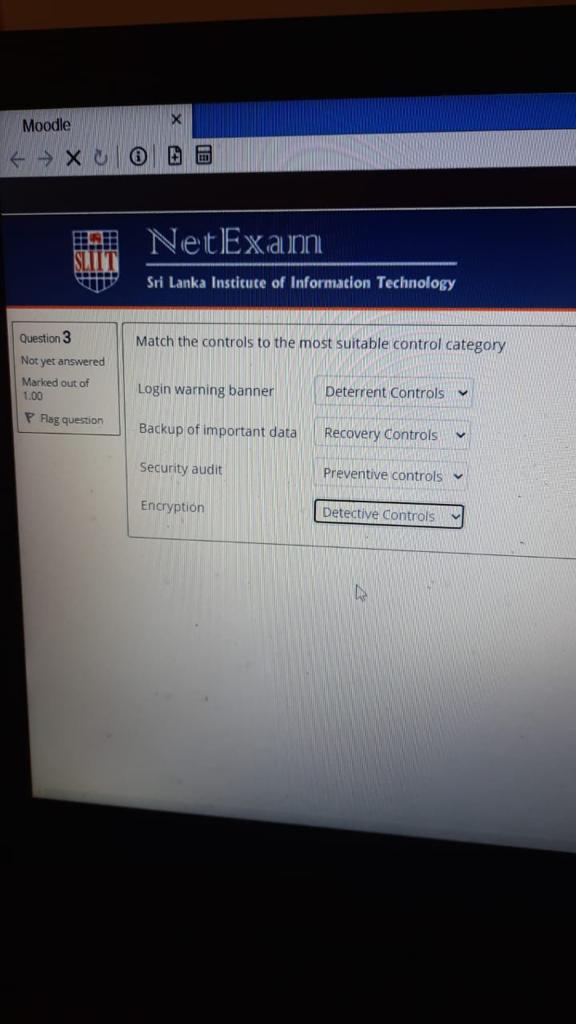 Moodle
NetExam
SLIIT
Sri Lanka Institute of Information Technology
Question 3
Not yet answered
Marked out of
1.00
Flag question
Match the controls to the most suitable control category
Login warning banner Deterrent Controls
Backup of important data Recovery Controls
Security audit Preventive controls
Encryption Detective Controls